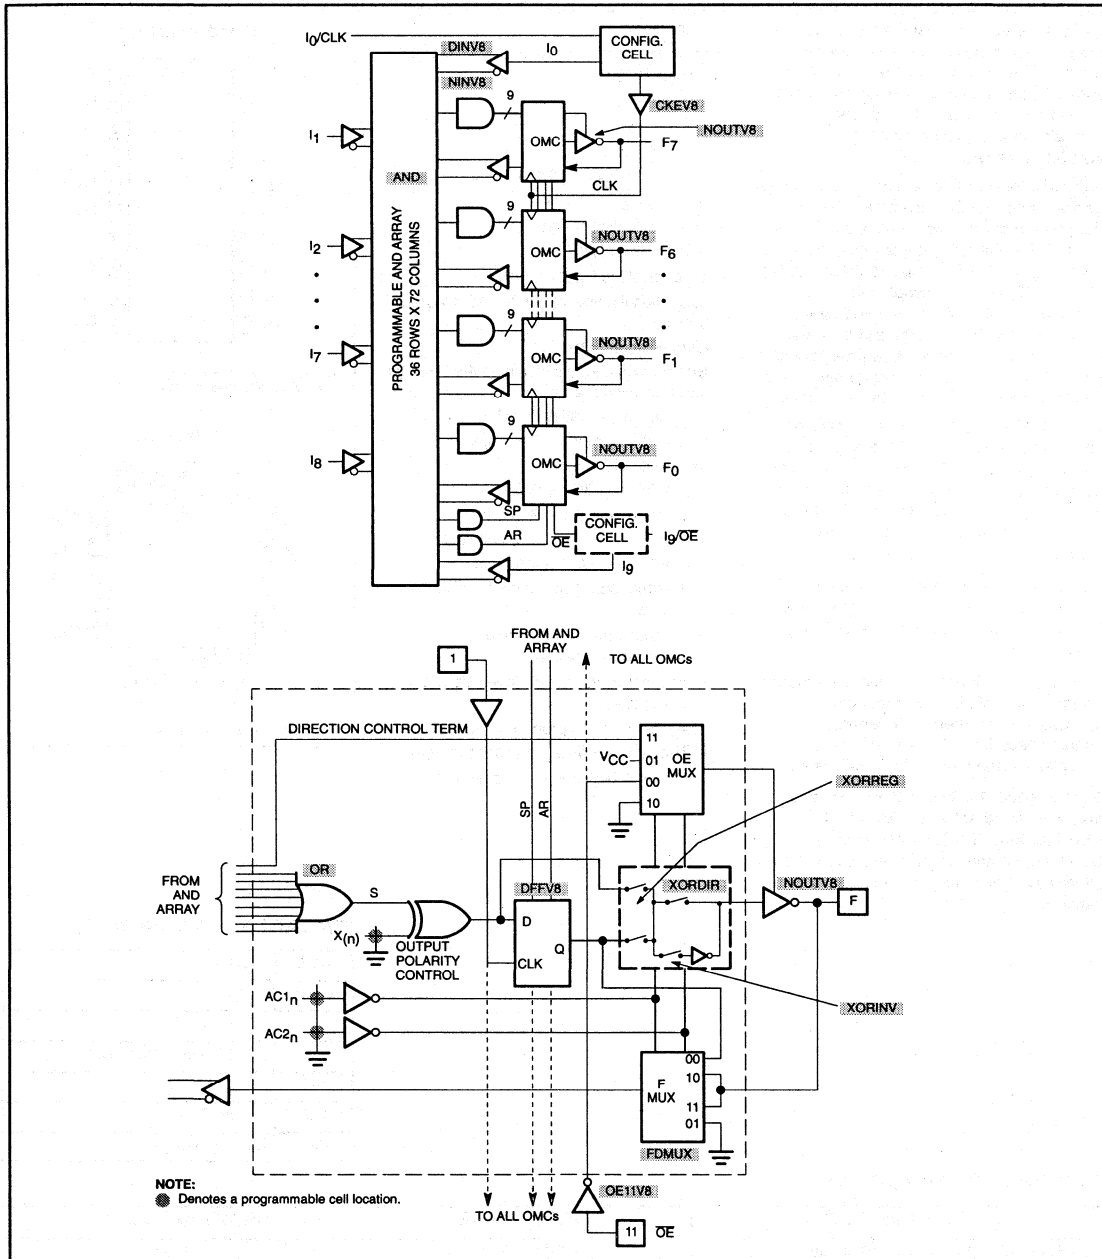 I0/CLK
CONFIG.
CELL
DINV8
I0
NINV8
CKEV8
9
NOUTV8
I1
OMC
F7
AND
CLK
9
NOUTV8
I2
OMC
F6
PROGRAMMABLE AND ARRAY
36 ROWS X 72 COLUMNS
9
NOUTV8
I7
OMC
F1
9
NOUTV8
I8
OMC
F0
SP
CONFIG.
CELL
AR
OE
I9/OE
I9
FROM AND
ARRAY
1
TO ALL OMCs
DIRECTION CONTROL TERM
11
VCC
01
OE
MUX
00
10
SP
AR
XORREG
FROM
AND
ARRAY
OR
DFFV8
XORDIR
NOUTV8
S
F
D
X(n)
OUTPUT
POLARITY
CONTROL
Q
CLK
AC1n
XORINV
AC2n
00
10
F
MUX
11
01
FDMUX
NOTE:
Denotes a programmable cell location.
OE11V8
TO ALL OMCs
11
OE